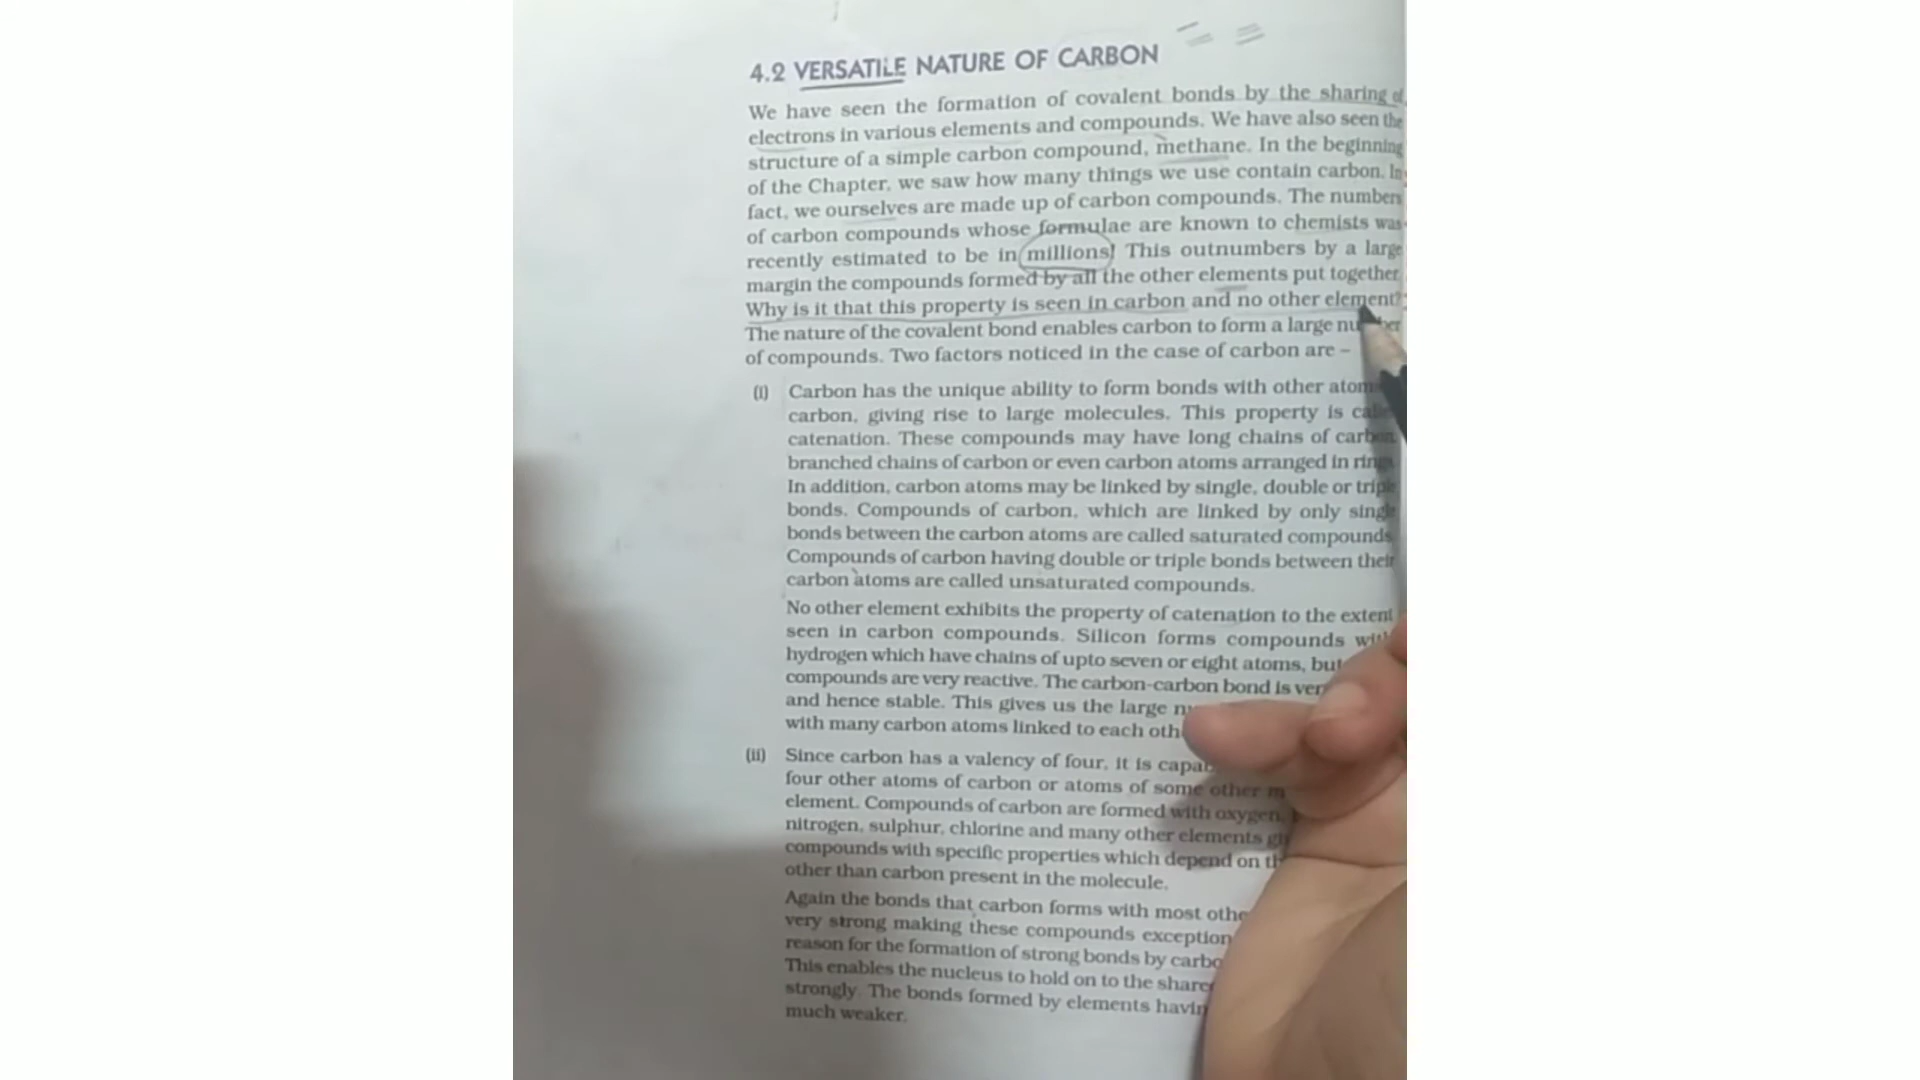 4.2 VERSATILE NATURE OF CARBON
We have seen the formation of covalent bonds by the sharing of
electrons in various elements and compounds. We have also seen the
structure of a simple carbon compound, methane. In the beginning
of the Chapter, we saw how many things we use contain carbon. In
fact, we ourselves are made up of carbon compounds. The numbers
of carbon compounds whose formulae are known to chemists was
recently estimated to be in millions! This outnumbers by a large
margin the compounds formed by all the other elements put together.
Why is it that this property is seen in carbon and no other element?
The nature of the covalent bond enables carbon to form a large
of compounds. Two factors noticed in the case of carbon are –
(i) Carbon has the unique ability to form bonds with other
carbon, giving rise to large molecules. This property is
catenation. These compounds may have long chains of carbon
branched chains of carbon or even carbon atoms arranged in
In addition, carbon atoms may be linked by single, double or
bonds. Compounds of carbon, which are linked by only
bonds between the carbon atoms are called saturated compounds
Compounds of carbon having double or triple bonds between their
carbon atoms are called unsaturated compounds.
No other element exhibits the property of catenation to the extent
seen in carbon compounds. Silicon forms compounds
hydrogen which have chains of upto seven or eight atoms, but
compounds are very reactive. The carbon-carbon bond is
and hence stable. This gives us the large
with many carbon atoms linked to each
(ii) Since carbon has a valency of four, it is
four other atoms of carbon or atoms of some other
element. Compounds of carbon are formed with oxygen,
nitrogen, sulphur, chlorine and many other elements
compounds with specific properties which depend on
other than carbon present in the molecule.
Again the bonds that carbon forms with most
very strong making these compounds
reason for the formation of strong bonds by
This enables the nucleus to hold on to the
strongly. The bonds formed by elements
much weaker.